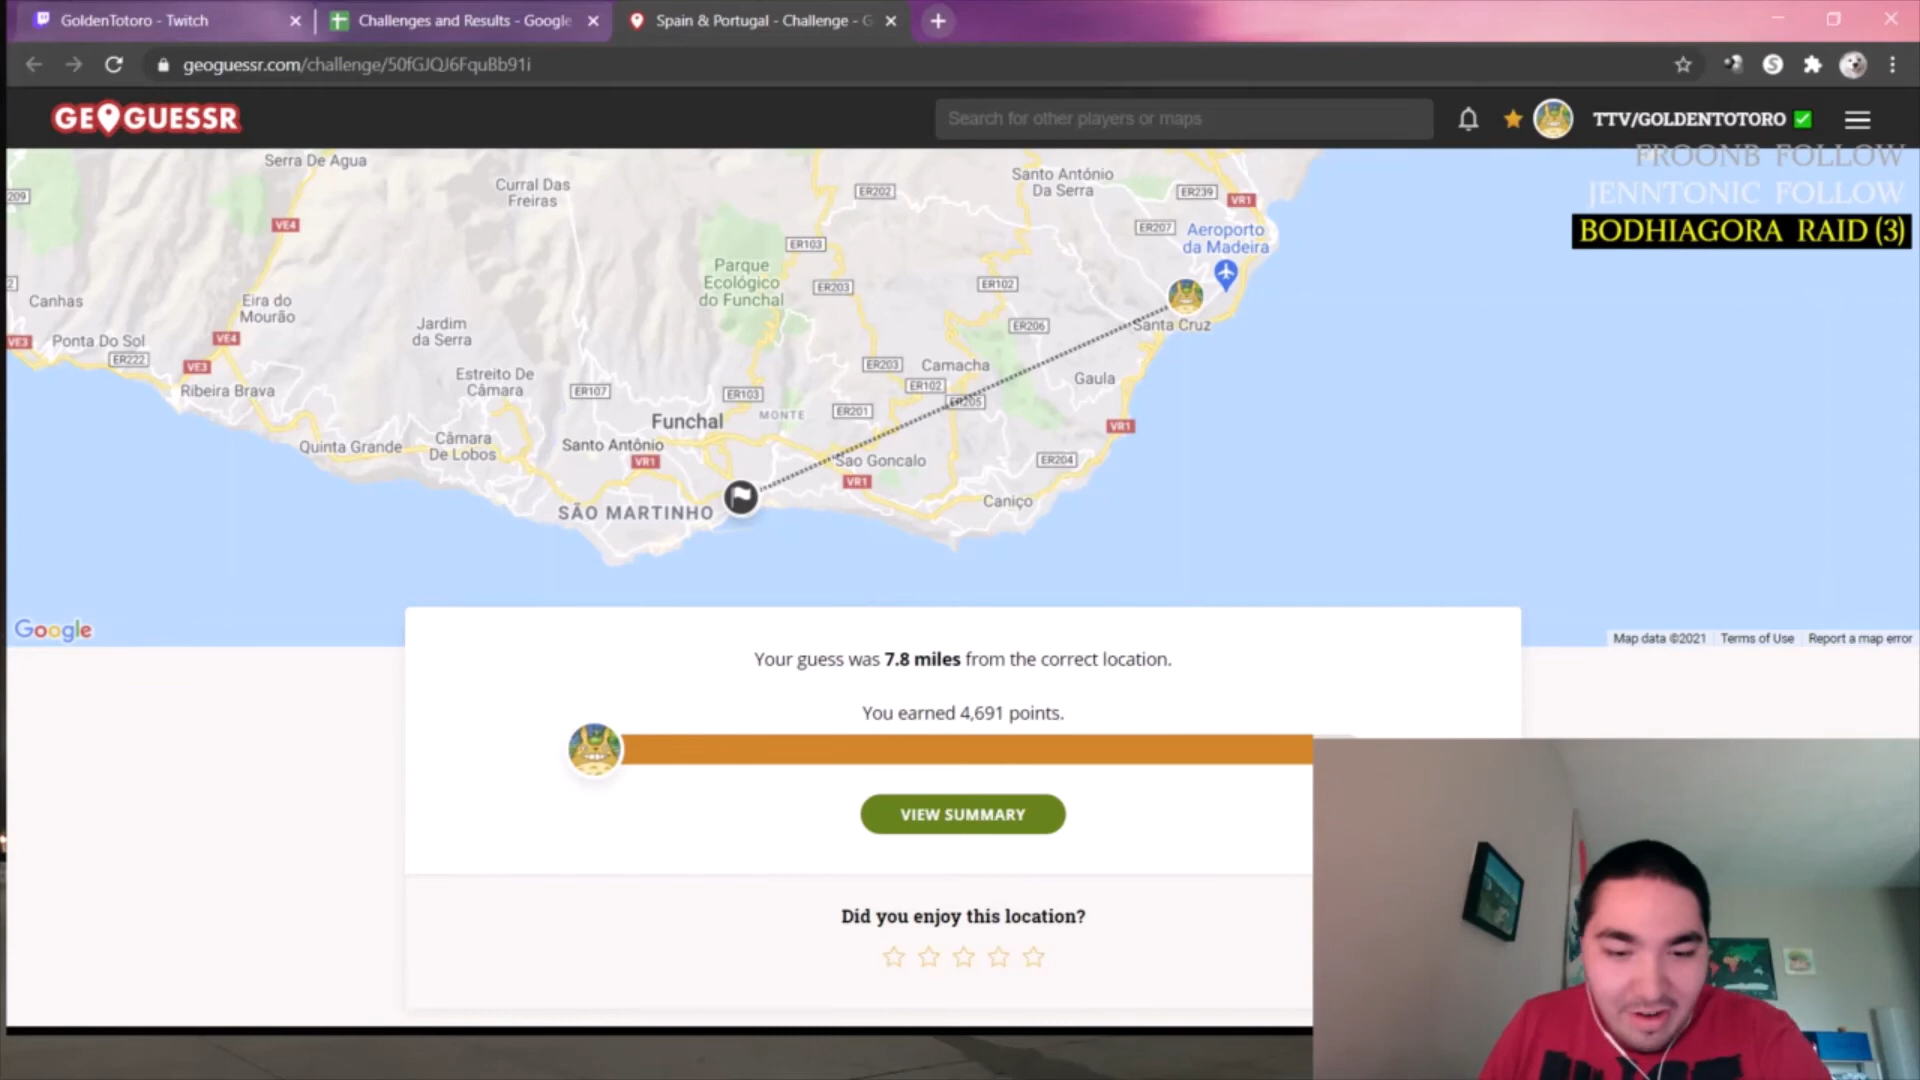 GoldenTotoro - Twitch
Challenges and Results - Google
Spain & Portugal - Challenge - G
geoguessr.com/challenge/50fGJQJ6FquBb91i
GEOGUESSR
Search for other players or maps
TTV/GOLDENTOTORO
FROONB FOLLOW
JENNTONIC FOLLOW
BODHIAGORA RAID (3)
Serra De Agua
209
VE4
Curral Das
Freiras
ER202
Santo António
Da Serra
ER239
VR1
ER207
Aeroporto
da Madeira
ER103
Parque
Ecológico
do Funchal
ER203
ER102
2
Canhas
Eira do
Mourão
Jardim
da Serra
ER206
Santa Cruz
VE3
Ponta Do Sol
VE4
ER222
VE3
Ribeira Brava
Estreito De
Câmara
ER107
ER103
ER203
Camacha
ER102
ER205
Gaula
Funchal
MONTE
ER201
VR1
Quinta Grande
Câmara
De Lobos
Santo Antônio
VR1
Sao Goncalo
VR1
ER204
Caniço
SÃO MARTINHO
Google
Map data ©2021
Terms of Use
Report a map error
Your guess was 7.8 miles from the correct location.
You earned 4,691 points.
VIEW SUMMARY
Did you enjoy this location?